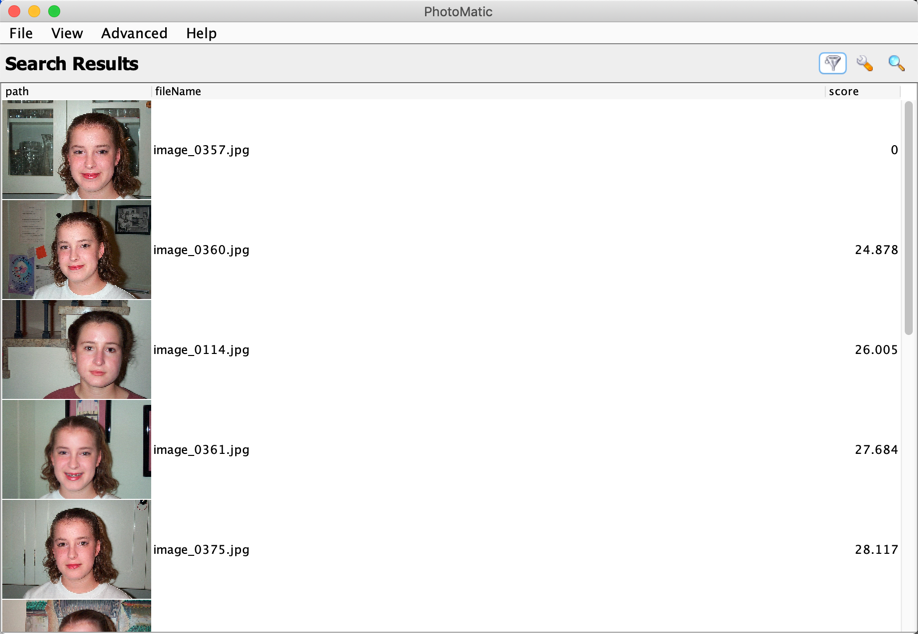 PhotoMatic
File View Advanced Help
Search Results
path fileName score
image_0357.jpg 0
image_0360.jpg 24.878
image_0114.jpg 26.005
image_0361.jpg 27.684
image_0375.jpg 28.117